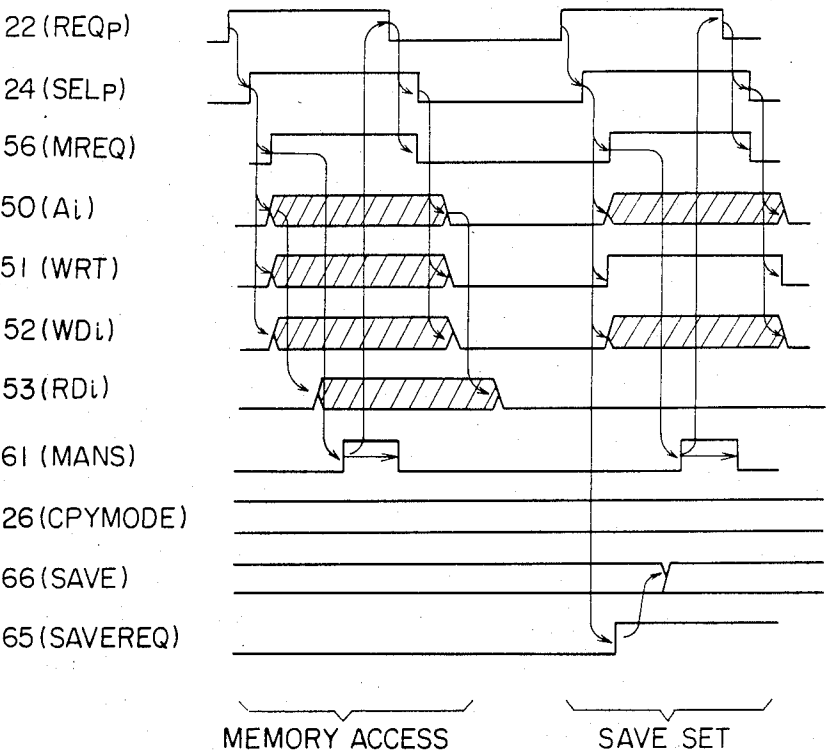 22(REQP)
24(SELP)
56(MREQ)
50(Ai)
51(WRT)
52(WDi)
53(RDi)
61(MANS)
26(CPYMODE)
66(SAVE)
65(SAVEREQ)
MEMORY ACCESS SAVE SET